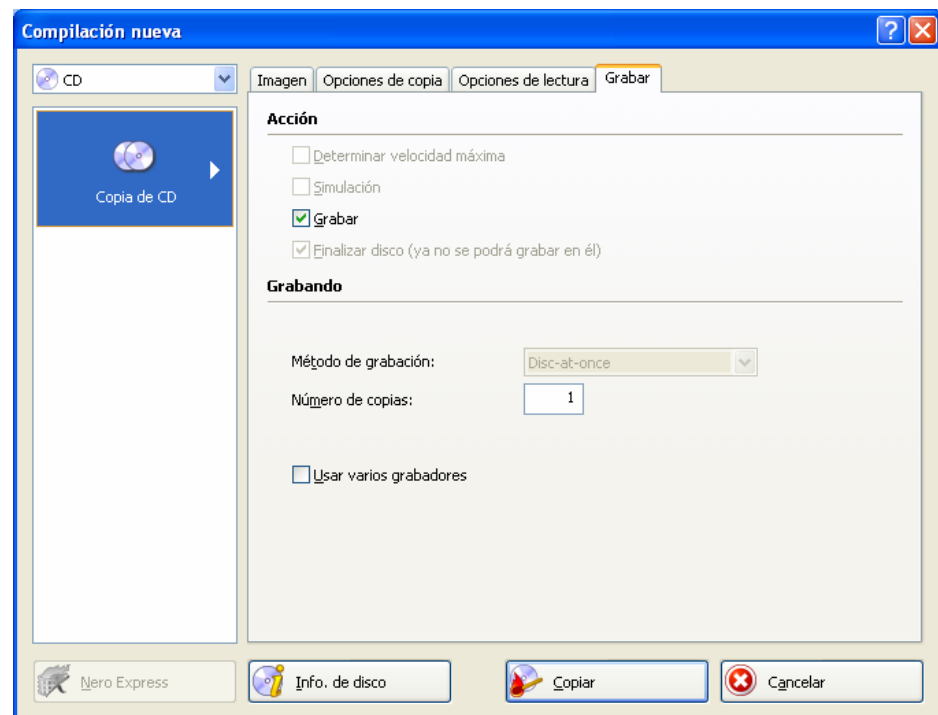 Compilación nueva
CD
Copia de CD
Imagen Opciones de copia Opciones de lectura Grabar
Acción
Determinar velocidad máxima
Simulación
Grabar
Finalizar disco (ya no se podrá grabar en él)
Grabando
Método de grabación: Disc-at-once
Número de copias: 1
Usar varios grabadores
Nero Express Info. de disco Copiar Cancelar